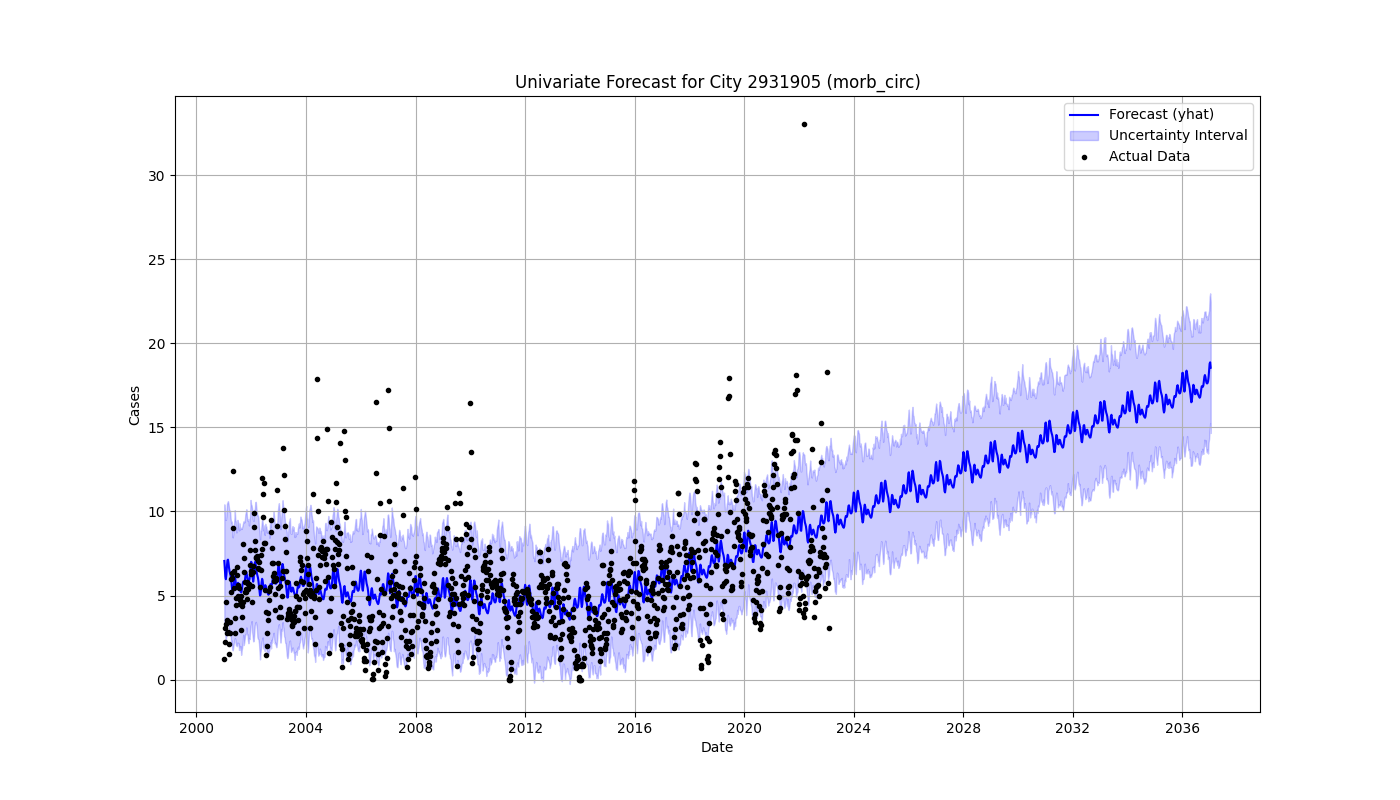 Univariate Forecast for City 2931905 (morb_circ)
Forecast (yhat)
Uncertainty Interval
Actual Data
Cases
30
25
20
15
10
5
0
2000 2004 2008 2012 2016 2020 2024 2028 2032 2036
Date